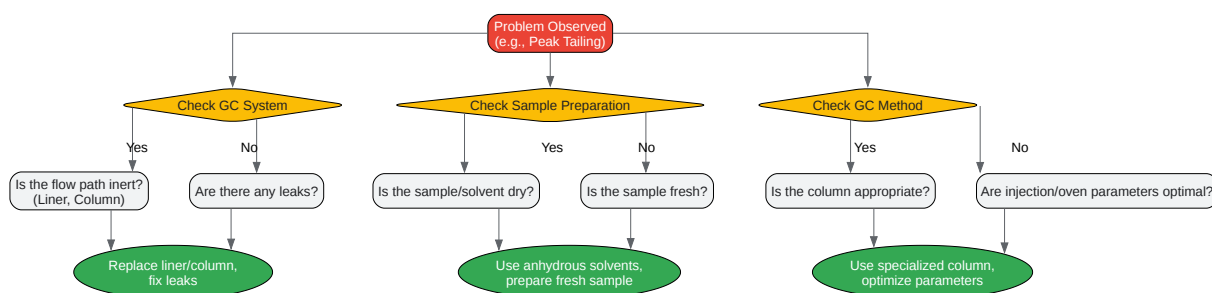 Problem Observed
(e.g., Peak Tailing)
Check GC System
Check Sample Preparation
Check GC Method
Yes
No
Yes
No
Yes
No
Is the flow path inert?
(Liner, Column)
Are there any leaks?
Is the sample/solvent dry?
Is the sample fresh?
Is the column appropriate?
Are injection/oven parameters optimal?
Replace liner/column,
fix leaks
Use anhydrous solvents,
prepare fresh sample
Use specialized column,
optimize parameters